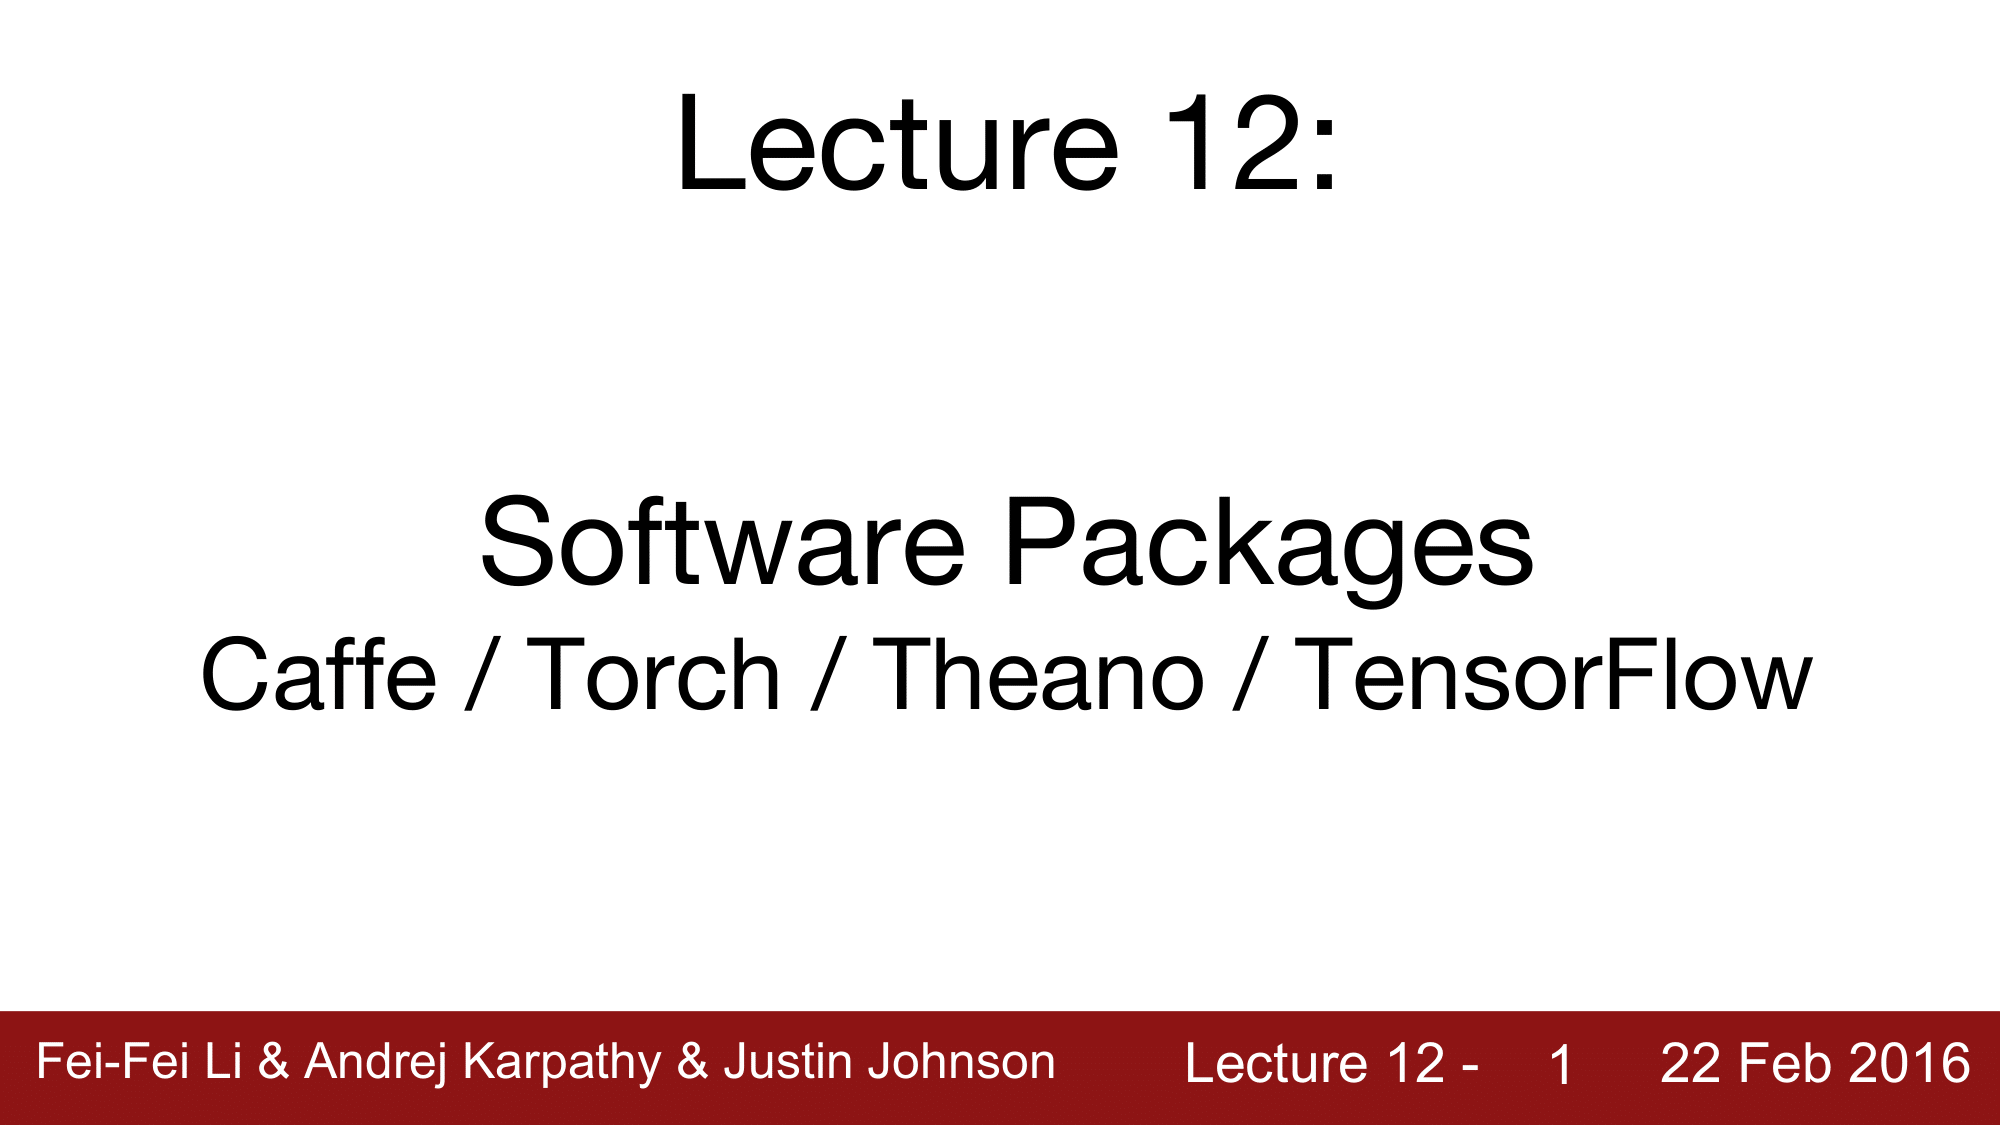 Lecture 12:
Software Packages
Caffe / Torch / Theano / TensorFlow
Fei-Fei Li & Andrej Karpathy & Justin Johnson Lecture 12 - 1 22 Feb 2016